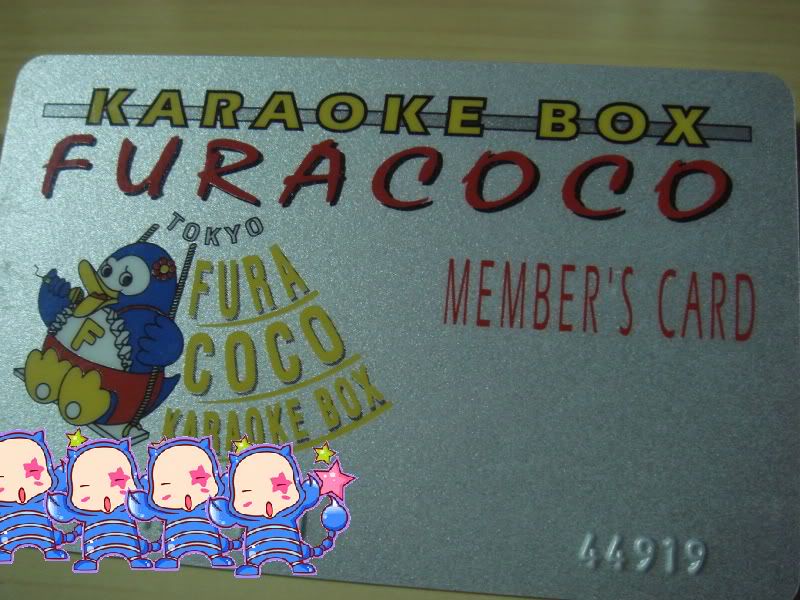 KARAOKE BOX
FURACOCO
TOKYO
FURA
COCO
KARAOKE BOX
F
MEMBER'S CARD
44919